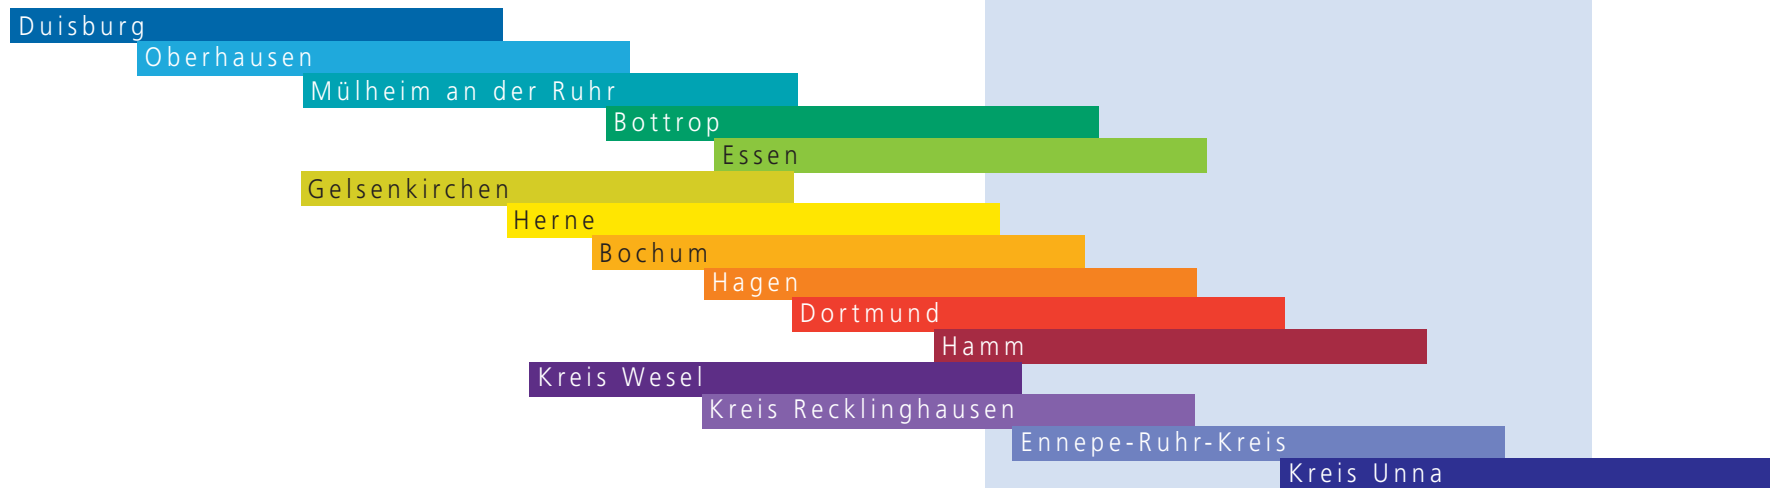 Duisburg
Oberhausen
Mülheim an der Ruhr
Bottrop
Essen
Gelsenkirchen
Herne
Bochum
Hagen
Dortmund
Hamm
Kreis Wesel
Kreis Recklinghausen
Ennepe-Ruhr-Kreis
Kreis Unna